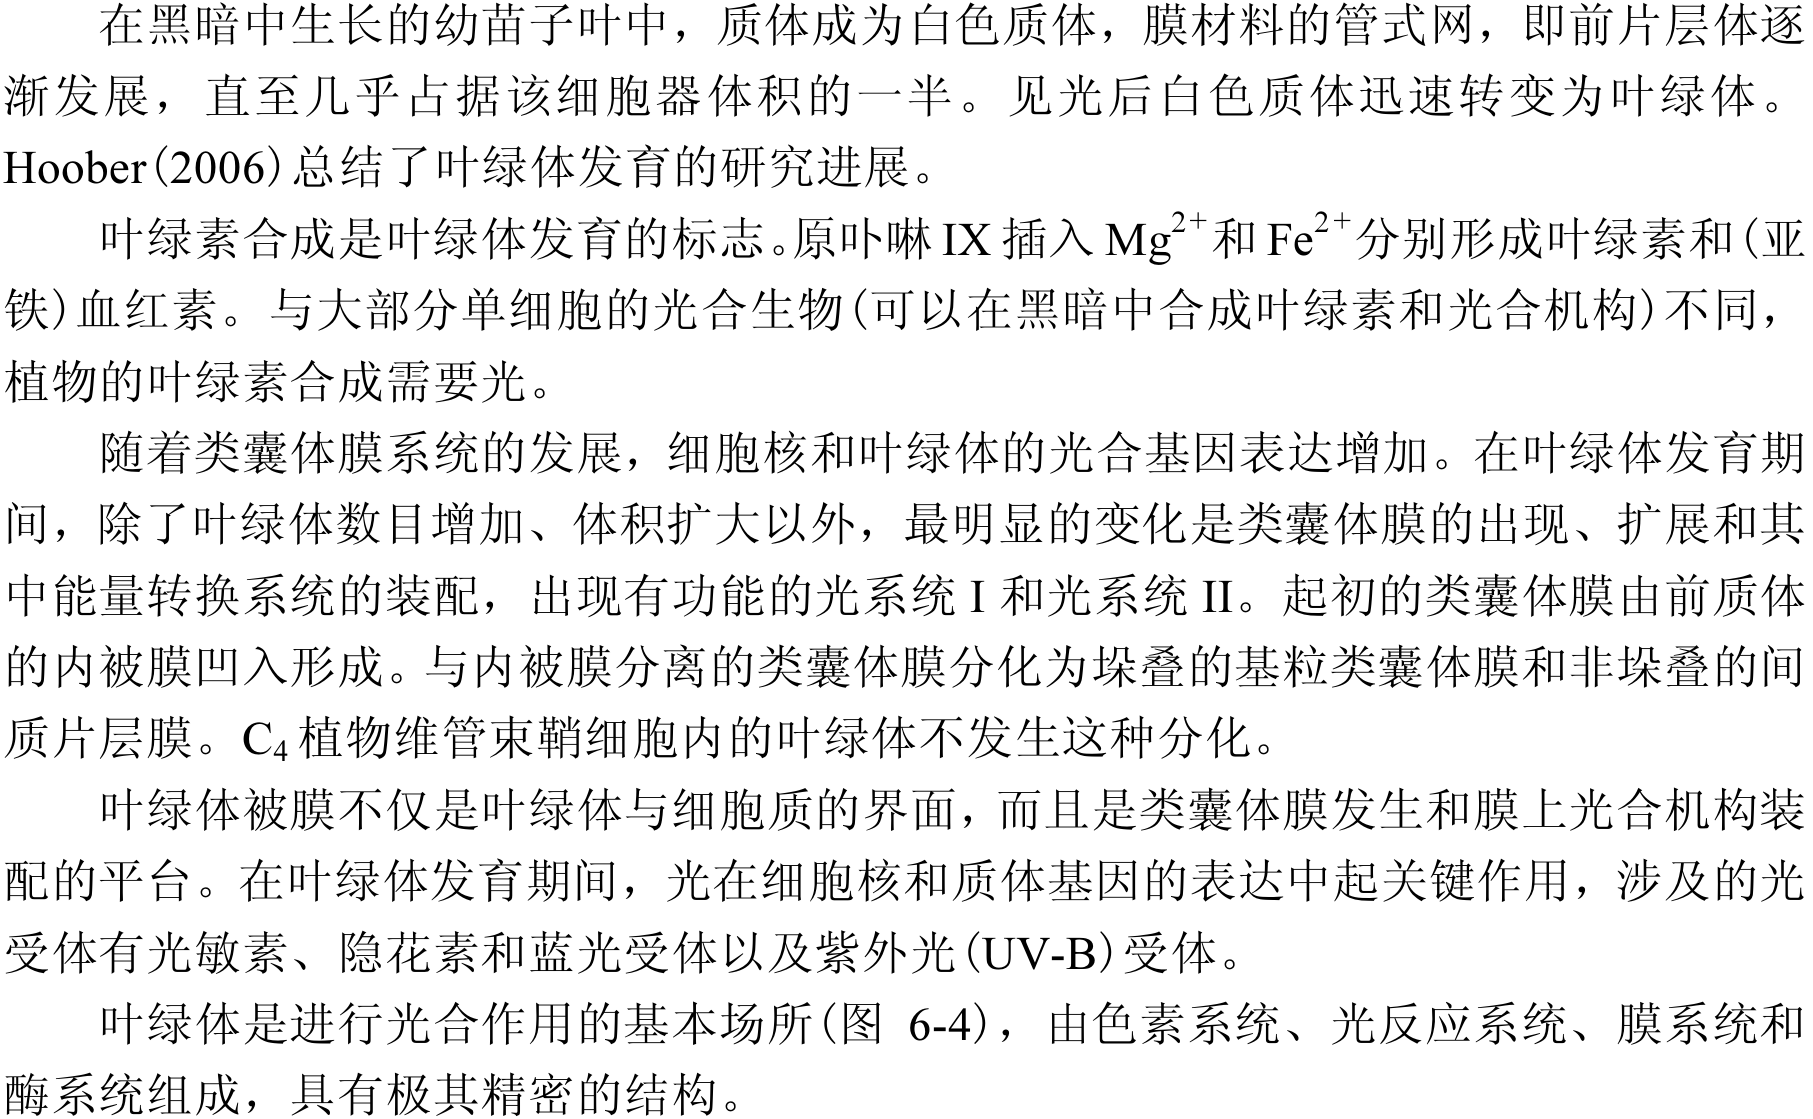 在黑暗中生长的幼苗子叶中，质体成为白色质体，膜材料的管式网，即前片层体逐
渐发展，直至几乎占据该细胞器体积的一半。见光后白色质体迅速转变为叶绿体。
Hoober(2006)总结了叶绿体发育的研究进展。
叶绿素合成是叶绿体发育的标志。原卟啉 IX 插入 Mg²⁺和 Fe²⁺分别形成叶绿素和(亚
铁)血红素。与大部分单细胞的光合生物(可以在黑暗中合成叶绿素和光合机构)不同，
植物的叶绿素合成需要光。
随着类囊体膜系统的发展，细胞核和叶绿体的光合基因表达增加。在叶绿体发育期
间，除了叶绿体数目增加、体积扩大以外，最明显的变化是类囊体膜的出现、扩展和其
中能量转换系统的装配，出现有功能的光系统 I 和光系统 II。起初的类囊体膜由前质体
的内被膜凹入形成。与内被膜分离的类囊体膜分化为垛叠的基粒类囊体膜和非垛叠的间
质片层膜。C₄植物维管束鞘细胞内的叶绿体不发生这种分化。
叶绿体被膜不仅是叶绿体与细胞质的界面，而且是类囊体膜发生和膜上光合机构装
配的平台。在叶绿体发育期间，光在细胞核和质体基因的表达中起关键作用，涉及的光
受体有光敏素、隐花素和蓝光受体以及紫外光(UV-B)受体。
叶绿体是进行光合作用的基本场所(图 6-4)，由色素系统、光反应系统、膜系统和
酶系统组成，具有极其精密的结构。